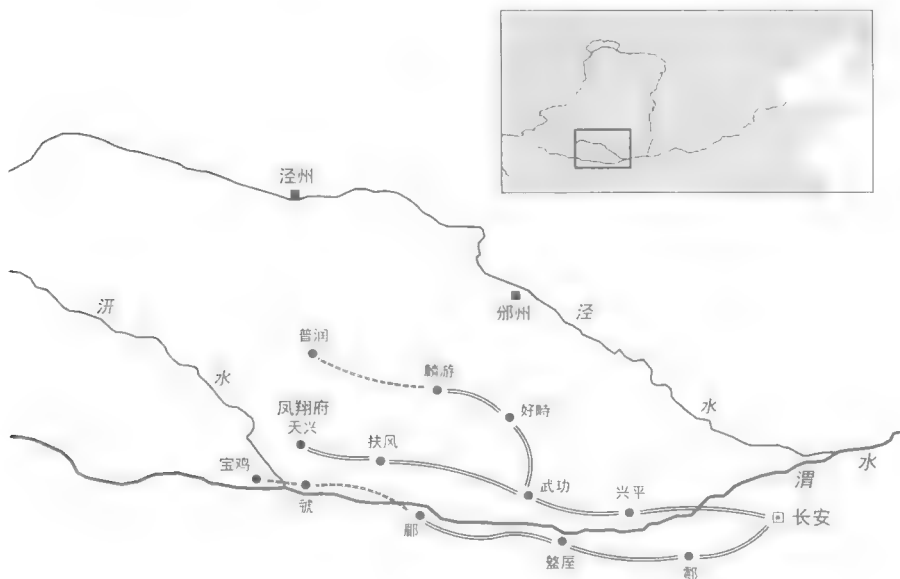 泾州
汧
水
邠州
泾
水
普润
麟游
好畤
凤翔府
天兴
扶风
宝鸡
虢
武功
兴平
渭
水
长安
郿
盩厔
鄠